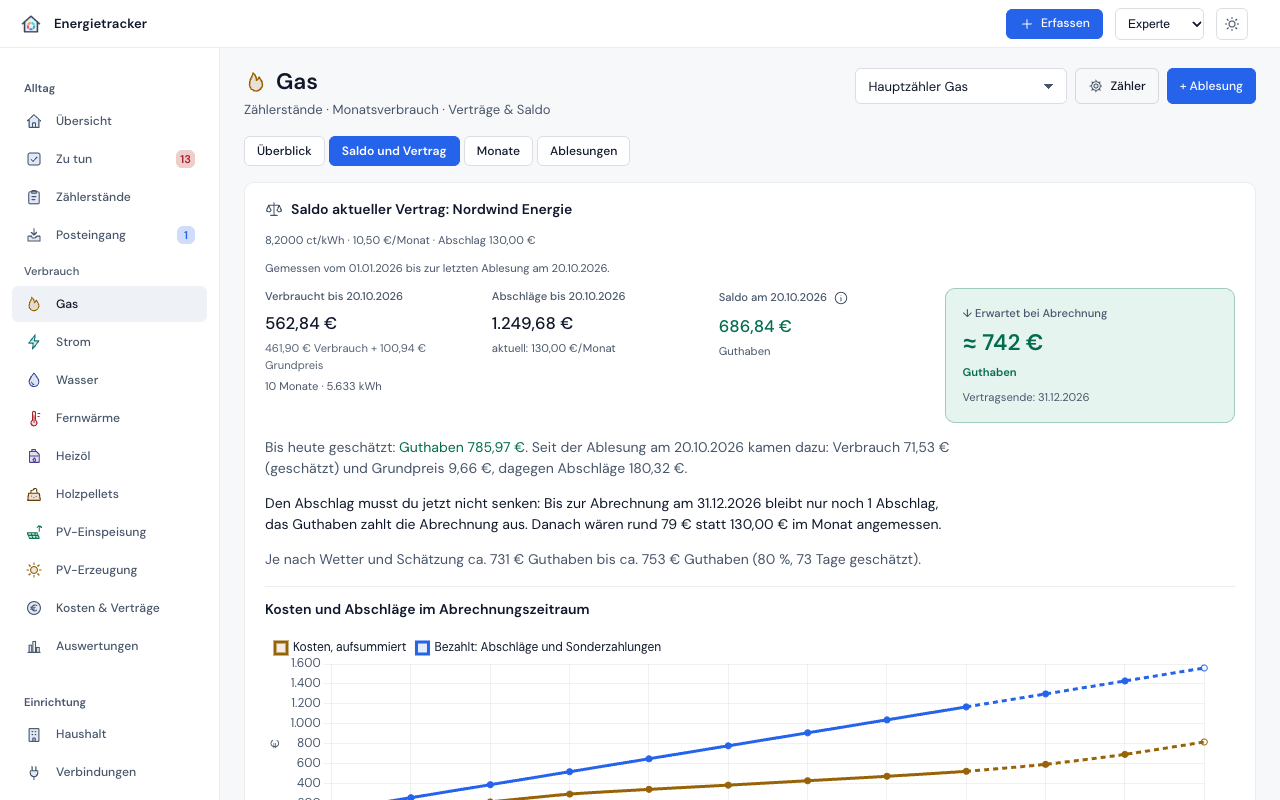 Energietracker
Erfassen
Experte
Alltag
Übersicht
Zu tun
13
Zählerstände
Posteingang
1
Verbrauch
Gas
Strom
Wasser
Fernwärme
Heizöl
Holzpellets
PV-Einspeisung
PV-Erzeugung
Kosten & Verträge
Auswertungen
Einrichtung
Haushalt
Verbindungen
Gas
Zählerstände · Monatsverbrauch · Verträge & Saldo
Hauptzähler Gas
Zähler
+ Ablesung
Überblick
Saldo und Vertrag
Monate
Ablesungen
Saldo aktueller Vertrag: Nordwind Energie
8,2000 ct/kWh · 10,50 €/Monat · Abschlag 130,00 €
Gemessen vom 01.01.2026 bis zur letzten Ablesung am 20.10.2026.
Verbraucht bis 20.10.2026
562,84 €
461,90 € Verbrauch + 100,94 €
Grundpreis
10 Monate · 5.633 kWh
Abschläge bis 20.10.2026
1.249,68 €
aktuell: 130,00 €/Monat
Saldo am 20.10.2026
686,84 €
Guthaben
↓ Erwartet bei Abrechnung
≈ 742 €
Guthaben
Vertragsende: 31.12.2026
Bis heute geschätzt: Guthaben 785,97 €. Seit der Ablesung am 20.10.2026 kamen dazu: Verbrauch 71,53 €
(geschätzt) und Grundpreis 9,66 €, dagegen Abschläge 180,32 €.
Den Abschlag musst du jetzt nicht senken: Bis zur Abrechnung am 31.12.2026 bleibt nur noch 1 Abschlag,
das Guthaben zahlt die Abrechnung aus. Danach wären rund 79 € statt 130,00 € im Monat angemessen.
Je nach Wetter und Schätzung ca. 731 € Guthaben bis ca. 753 € Guthaben (80 %, 73 Tage geschätzt).
Kosten und Abschläge im Abrechnungszeitraum
Kosten, aufsummiert
Bezahlt: Abschläge und Sonderzahlungen
1.600
1.400
1.200
1.000
800
600
400
€